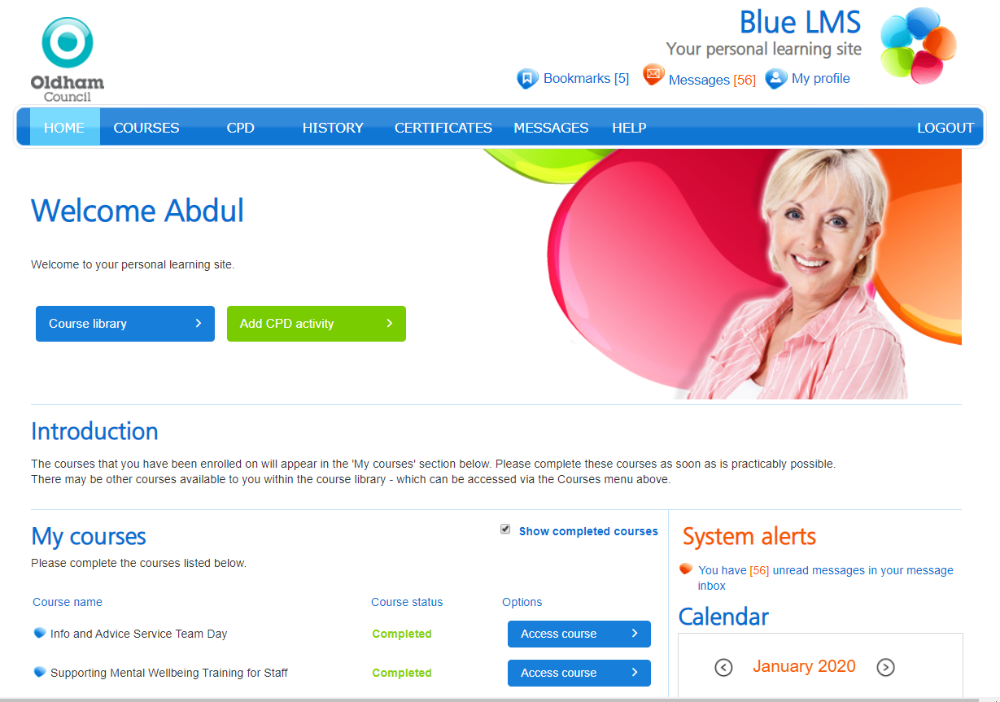 Oldham
Council
Blue LMS
Your personal learning site
Bookmarks [5] Messages [56] My profile
HOME COURSES CPD HISTORY CERTIFICATES MESSAGES HELP LOGOUT
Welcome Abdul
Welcome to your personal learning site.
Course library Add CPD activity
Introduction
The courses that you have been enrolled on will appear in the 'My courses' section below. Please complete these courses as soon as is practicably possible.
There may be other courses available to you within the course library - which can be accessed via the Courses menu above.
My courses
Show completed courses
Please complete the courses listed below.
Course name Course status Options
Info and Advice Service Team Day Completed Access course
Supporting Mental Wellbeing Training for Staff Completed Access course
System alerts
You have [56] unread messages in your message
inbox
Calendar
January 2020